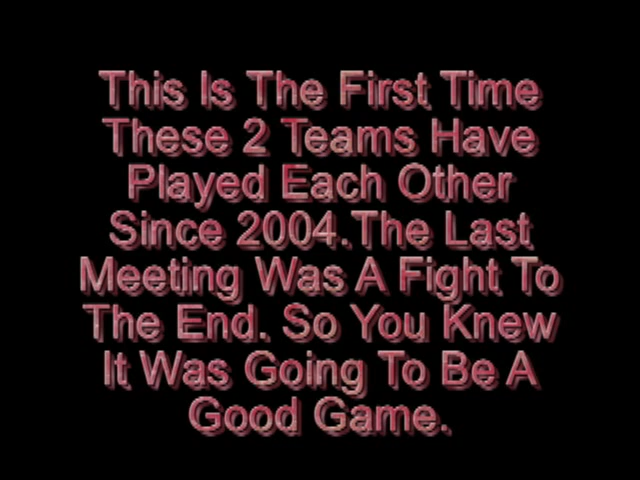 This Is The First Time
These 2 Teams Have
Played Each Other
Since 2004.The Last
Meeting Was A Fight To
The End. So You Knew
It Was Going To Be A
Good Game.